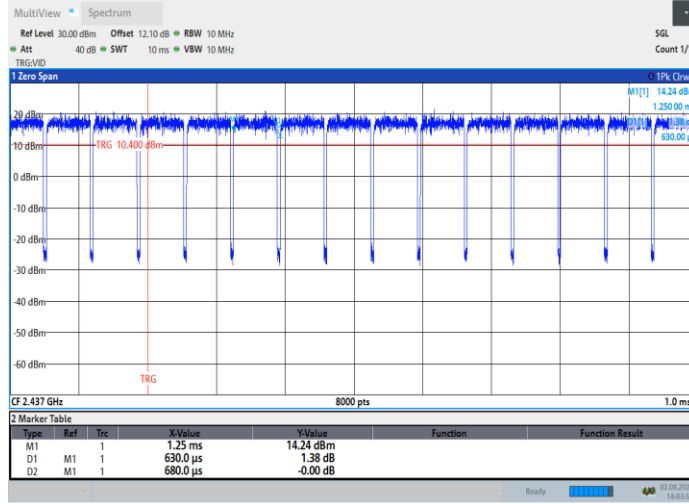 MultiView Spectrum
Ref Level 30.00 dBm Offset 12.10 dB RBW 10 MHz SGL
Att 40 dB SWT 10 ms VBW 10 MHz Count 1/
TRG:VID
1 Zero Span 1Pk Clrw
M1[1] 14.24 dB
1.250 00 m
20 dBm
630.00 µ
TRG 10.400 dBm
10 dBm
0 dBm
-10 dBm
-20 dBm
-30 dBm
-40 dBm
-50 dBm
-60 dBm
TRG
CF 2.437 GHz 8000 pts 1.0 ms
2 Marker Table
Type Ref Trc X-Value Y-Value Function Function Result
M1 1 1.25 ms 14.24 dBm
D1 M1 1 630.0 µs 1.38 dB
D2 M1 1 680.0 µs -0.00 dB
Ready